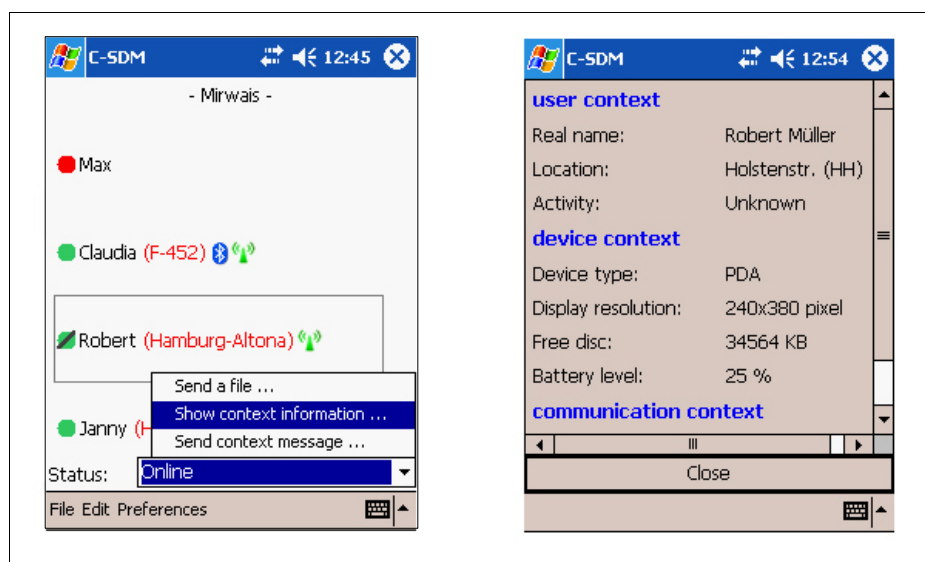 C-SDM 12:45
- Mirwais -
Max
Claudia (F-452)
Robert (Hamburg-Altona)
Send a file ...
Show context information ...
Janny (H
Send context message ...
Status: Online
File Edit Preferences
C-SDM 12:54
user context
Real name: Robert Müller
Location: Holstenstr. (HH)
Activity: Unknown
device context
Device type: PDA
Display resolution: 240x380 pixel
Free disc: 34564 KB
Battery level: 25 %
communication context
Close